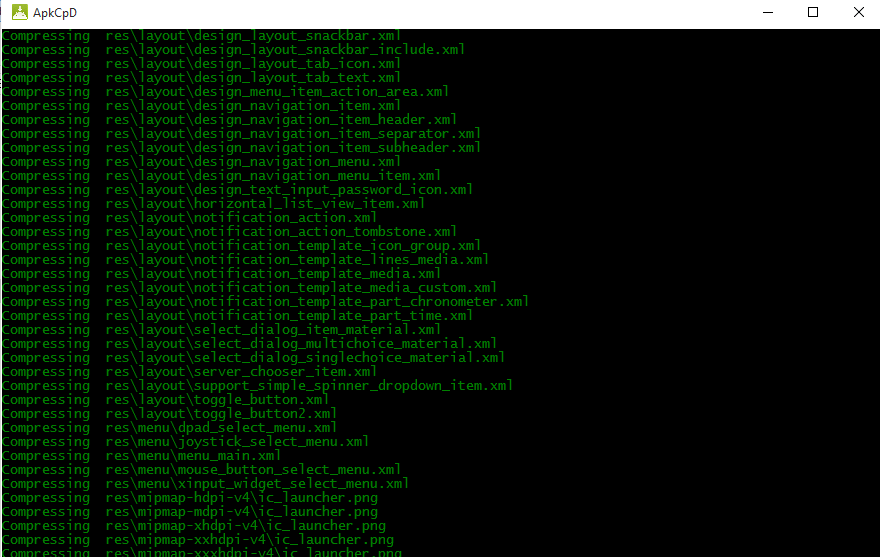 ApkCpD
Compressing  res\layout\design_layout_snackbar.xml
Compressing  res\layout\design_layout_snackbar_include.xml
Compressing  res\layout\design_layout_tab_icon.xml
Compressing  res\layout\design_layout_tab_text.xml
Compressing  res\layout\design_menu_item_action_area.xml
Compressing  res\layout\design_navigation_item.xml
Compressing  res\layout\design_navigation_item_header.xml
Compressing  res\layout\design_navigation_item_separator.xml
Compressing  res\layout\design_navigation_item_subheader.xml
Compressing  res\layout\design_navigation_menu.xml
Compressing  res\layout\design_navigation_menu_item.xml
Compressing  res\layout\design_text_input_password_icon.xml
Compressing  res\layout\horizontal_list_view_item.xml
Compressing  res\layout\notification_action.xml
Compressing  res\layout\notification_action_tombstone.xml
Compressing  res\layout\notification_template_icon_group.xml
Compressing  res\layout\notification_template_lines_media.xml
Compressing  res\layout\notification_template_media.xml
Compressing  res\layout\notification_template_media_custom.xml
Compressing  res\layout\notification_template_part_chronometer.xml
Compressing  res\layout\notification_template_part_time.xml
Compressing  res\layout\select_dialog_item_material.xml
Compressing  res\layout\select_dialog_multichoice_material.xml
Compressing  res\layout\select_dialog_singlechoice_material.xml
Compressing  res\layout\server_chooser_item.xml
Compressing  res\layout\support_simple_spinner_dropdown_item.xml
Compressing  res\layout\toggle_button.xml
Compressing  res\layout\toggle_button2.xml
Compressing  res\menu\dpad_select_menu.xml
Compressing  res\menu\joystick_select_menu.xml
Compressing  res\menu\menu_main.xml
Compressing  res\menu\mouse_button_select_menu.xml
Compressing  res\menu\xinput_widget_select_menu.xml
Compressing  res\mipmap-hdpi-v4\ic_launcher.png
Compressing  res\mipmap-mdpi-v4\ic_launcher.png
Compressing  res\mipmap-xhdpi-v4\ic_launcher.png
Compressing  res\mipmap-xxhdpi-v4\ic_launcher.png
Compressing  res\mipmap-xxxhdpi-v4\ic_launcher.png